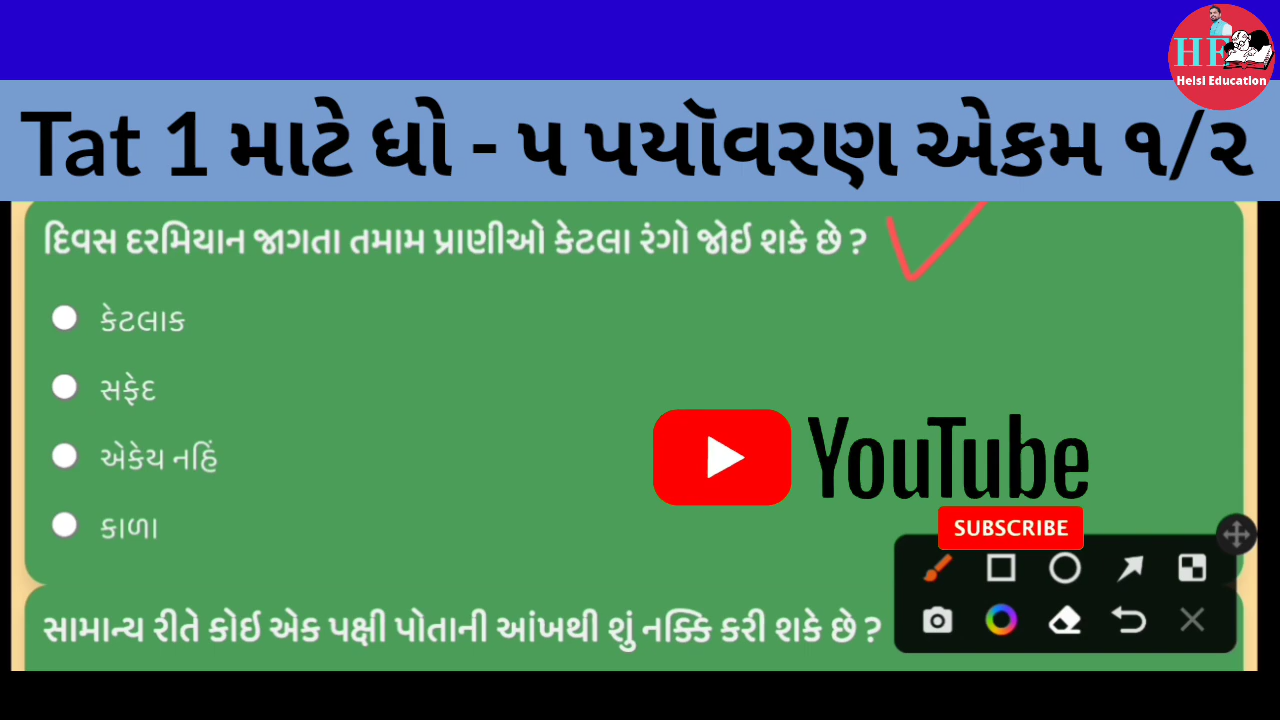 HE
Helsi Education
Tat 1 માટે ધો - ૫ પર્યાવરણ એકમ ૧/૨
દિવસ દરમિયાન જાગતા તમામ પ્રાણીઓ કેટલા રંગો જોઇ શકે છે ?
કેટલાક
સફેદ
એકેય નહિં
કાળા
YouTube
SUBSCRIBE
સામાન્ય રીતે કોઇ એક પક્ષી પોતાની આંખથી શું નક્કિ કરી શકે છે ?